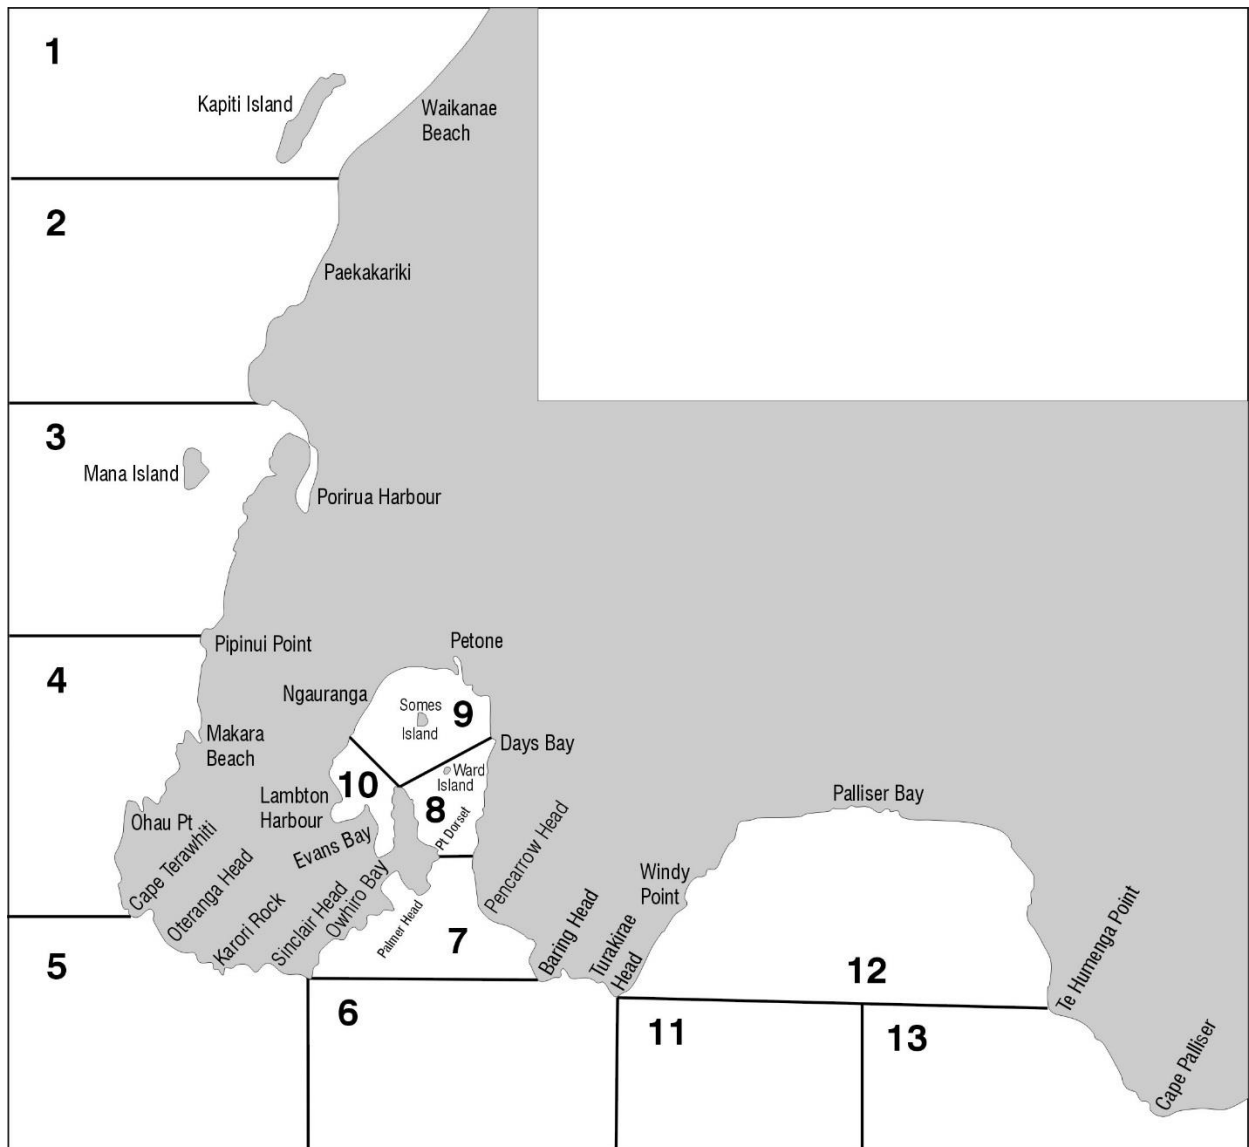 1
Kapiti Island
Waikanae
Beach
2
Paekakariki
3
Mana Island
Porirua Harbour
Pipinui Point
4
Petone
Ngauranga
Somes
Island
9
Makara
Beach
Days Bay
10
Ward
Island
Lambton
Harbour
8
Pt Dorset
Palliser Bay
Ohau Pt
Evans Bay
Cape Terawhiti
Oteranga Head
Karori Rock
Sinclair Head
Owhiro Bay
Palmer Head
Pencarrow Head
Windy
Point
7
Baring Head
Turakirae
Head
Te Humenga Point
5
12
6
11
13
Cape Palliser